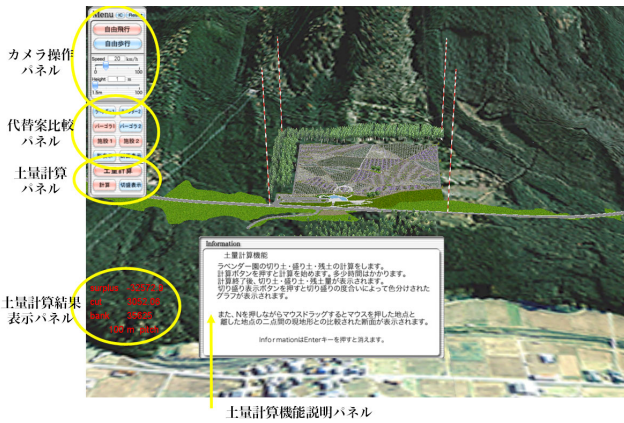 Menu
自由飛行
自由歩行
Speed 20 km/h
0 100
Height 1 m
1.5m 100
パーゴラ1 パーゴラ2
施設1 施設2
土量計算
計算 切盛表示
カメラ操作
パネル
代替案比較
パネル
土量計算
パネル
土量計算結果
表示パネル
Information
土量計算機能
ラベンダー園の切り土・盛り土・残土の計算をします。
計算ボタンを押すと計算を始めます。多少時間はかかります。
計算終了後、切り土・盛り土・残土量が表示されます。
切り盛り表示ボタンを押すと切り盛りの度合いによって色分けされた
グラフが表示されます。
また、Nを押しながらマウスドラッグするとマウスを押した地点と
離した地点の二点間の現地形との比較された断面が表示されます。
InformationはEnterキーを押すと消えます。
土量計算機能説明パネル